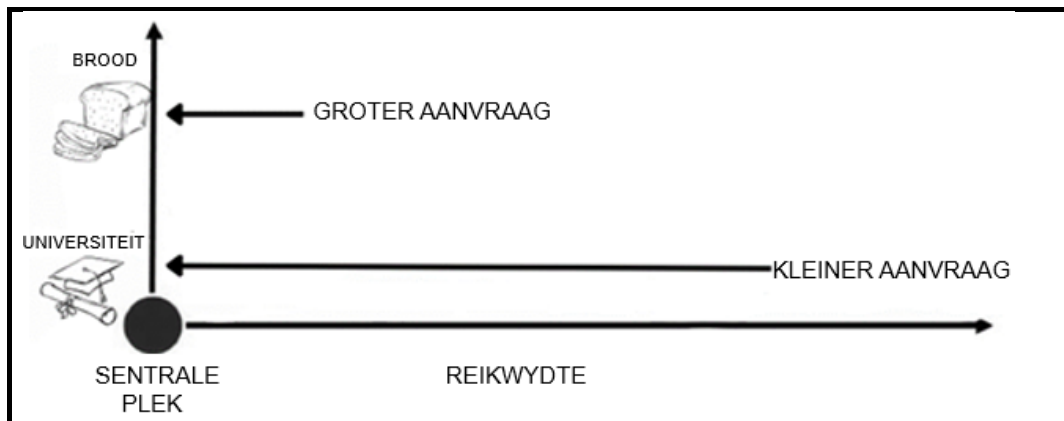 BROOD
GROTER AANVRAAG
UNIVERSITEIT
KLEINER AANVRAAG
SENTRALE
PLEK
REIKWYDTE